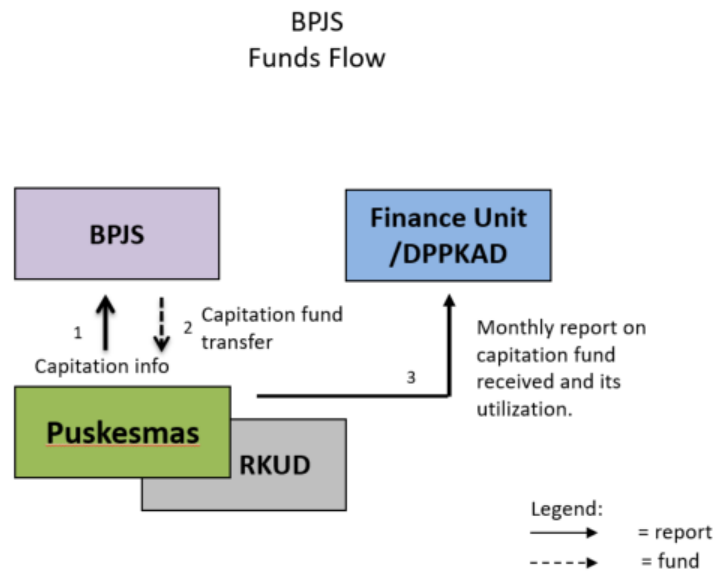 BPJS
Funds Flow
BPJS
Finance Unit
/DPPKAD
1
2
Capitation fund
transfer
Capitation info
Monthly report on
capitation fund
received and its
utilization.
3
Puskesmas
RKUD
Legend:
= report
= fund